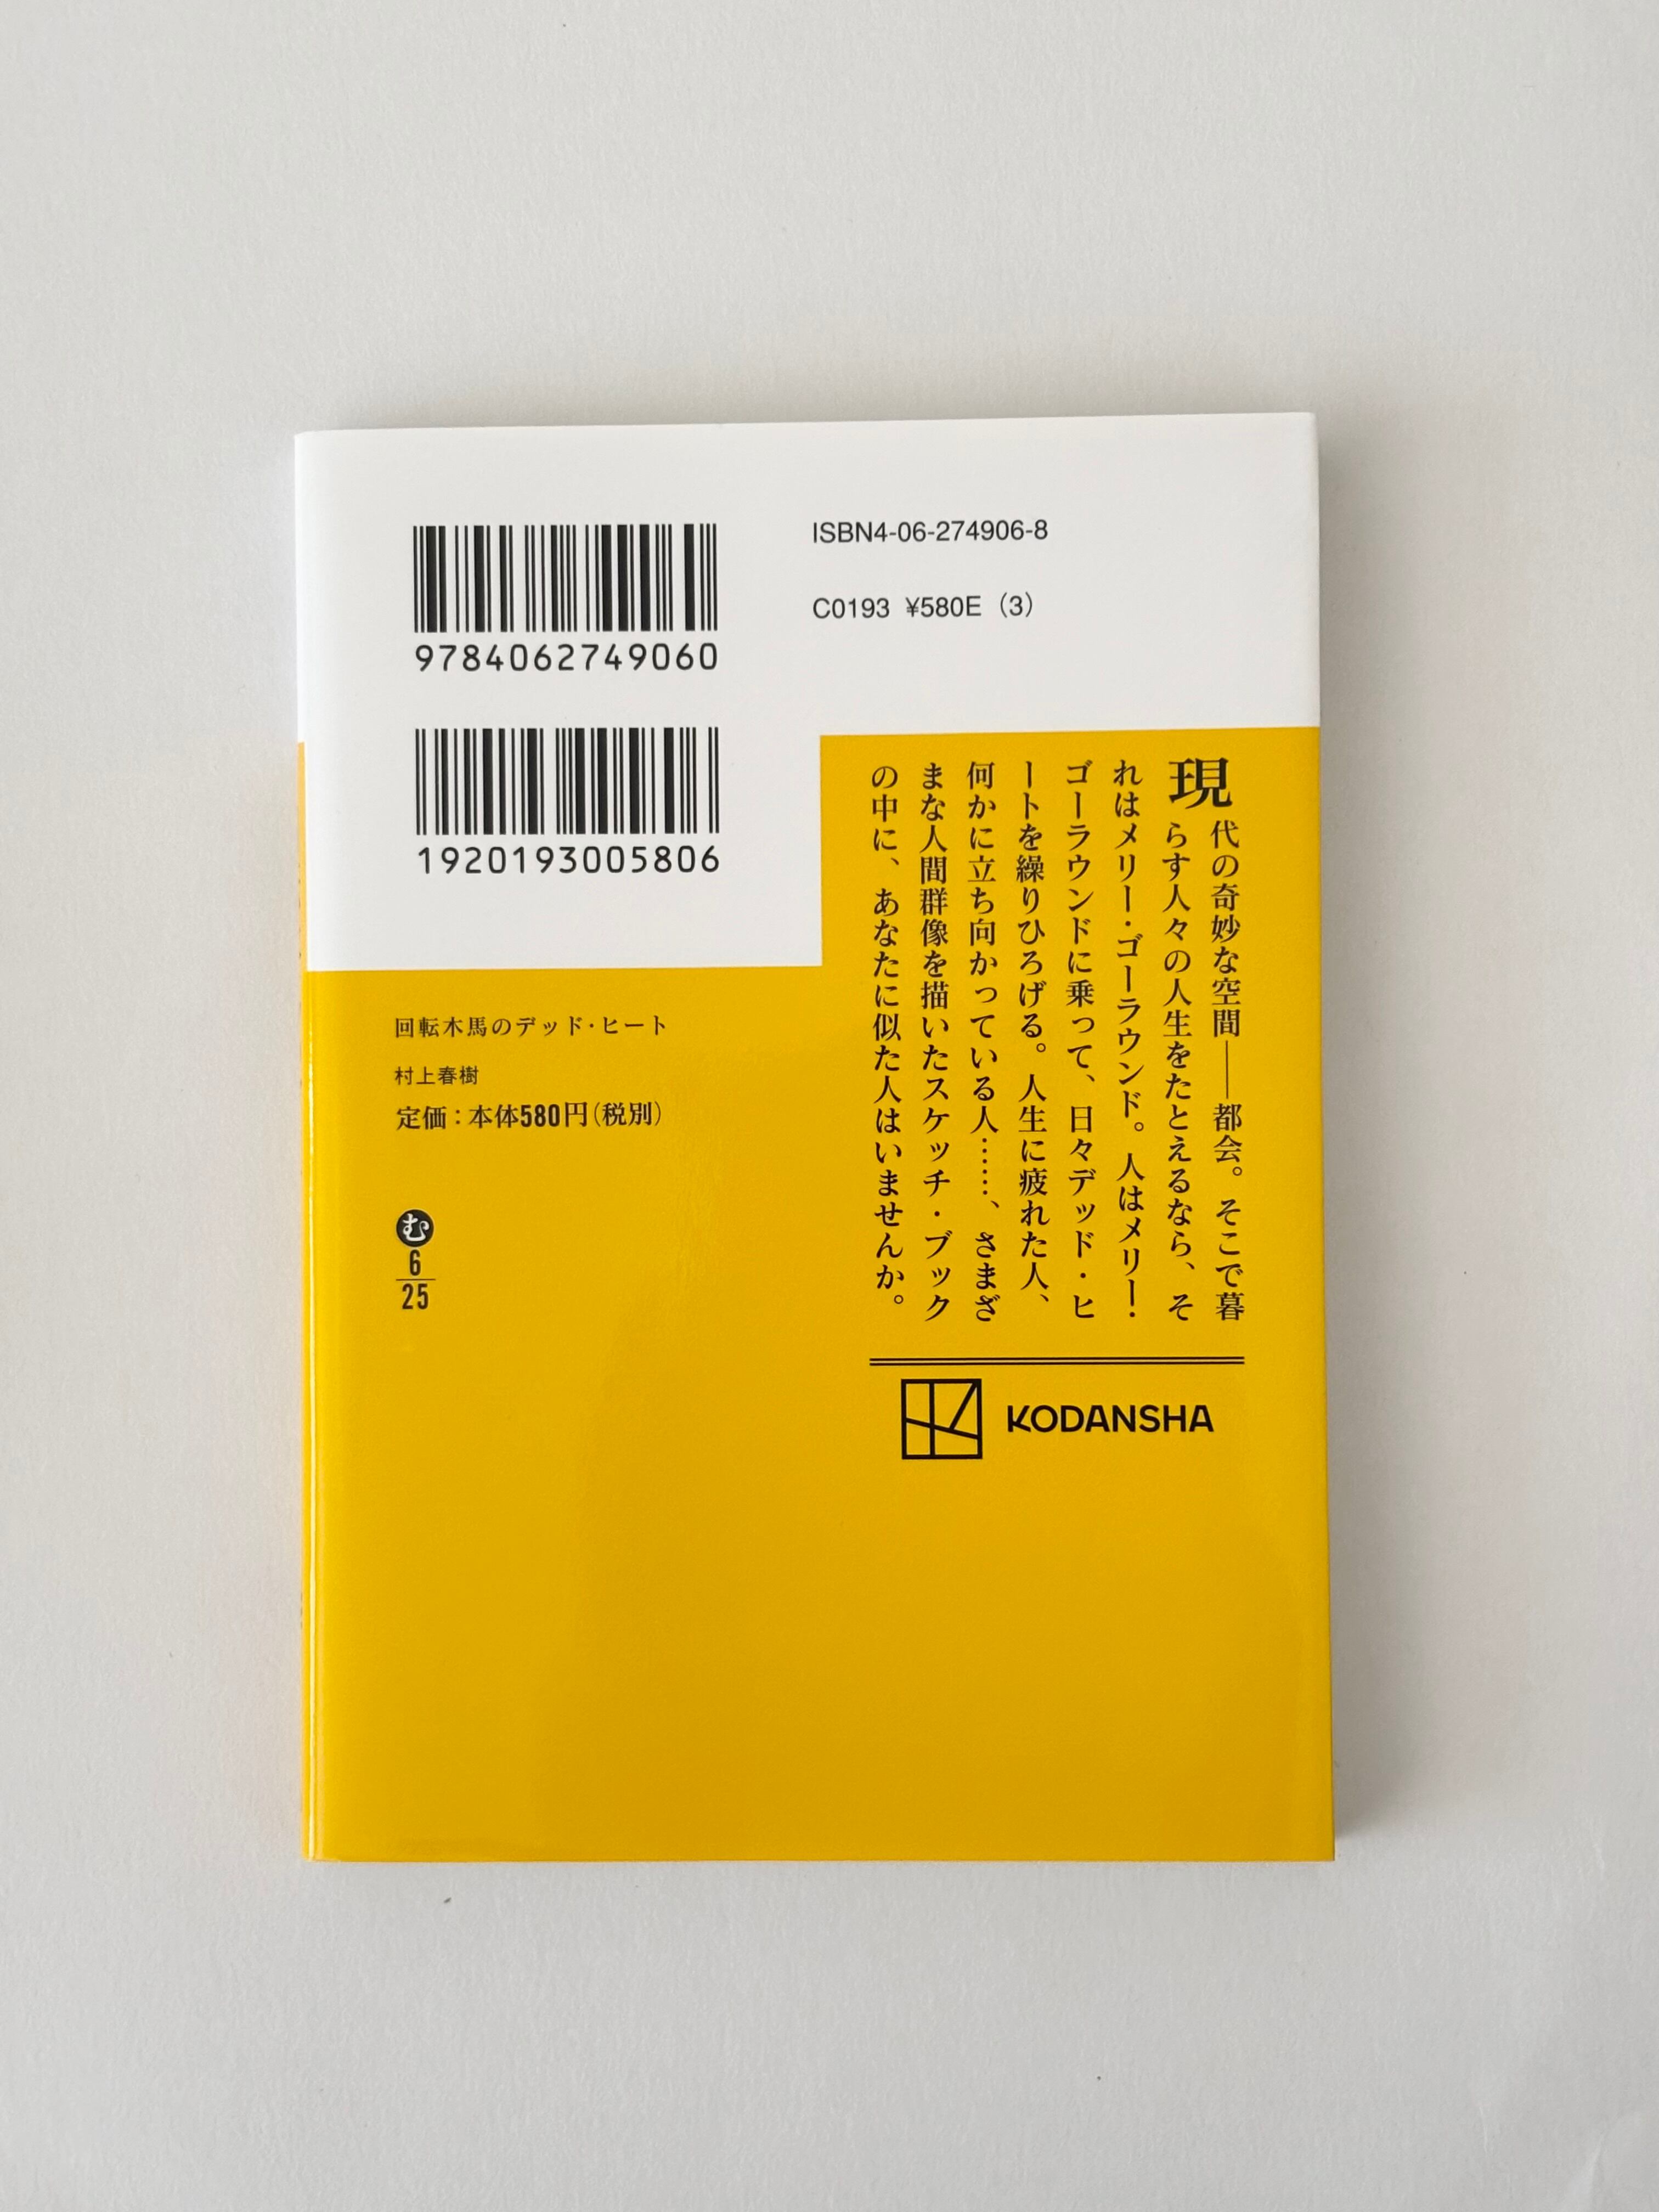 9784062749060
1920193005806
ISBN4-06-274906-8
C0193 ¥580E (3)
現代の奇妙な空間――都会。そこで暮
らす人々の人生をたとえるなら、そ
れはメリー・ゴーラウンド。人はメリー・
ゴーラウンドに乗って、日々デッド・ヒ
ートを繰りひろげる。人生に疲れた人、
何かに立ち向かっている人……、さまざ
まな人間群像を描いたスケッチ・ブック
の中に、あなたに似た人はいませんか。
KODANSHA
回転木馬のデッド・ヒート
村上春樹
定価：本体580円（税別）
む
6
25